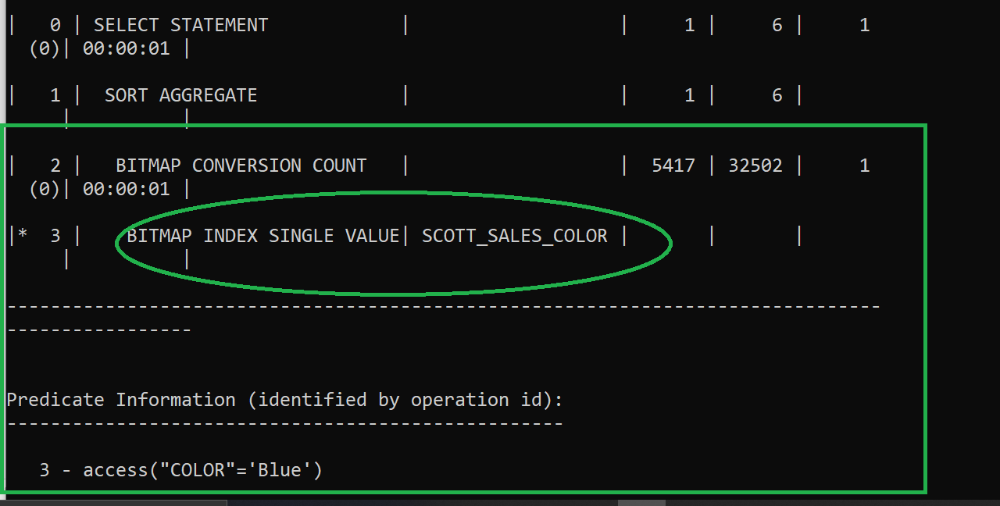 |   0 | SELECT STATEMENT            |                   |     1 |     6 |     1
  (0)| 00:00:01 |
|   1 |  SORT AGGREGATE             |                   |     1 |     6 |
     |          |
|   2 |   BITMAP CONVERSION COUNT   |                   |  5417 | 32502 |     1
  (0)| 00:00:01 |
|*  3 |    BITMAP INDEX SINGLE VALUE| SCOTT_SALES_COLOR |       |       |
     |          |
--------------------------------------------------------------------------------
-----------------
Predicate Information (identified by operation id):
---------------------------------------------------
   3 - access("COLOR"='Blue')